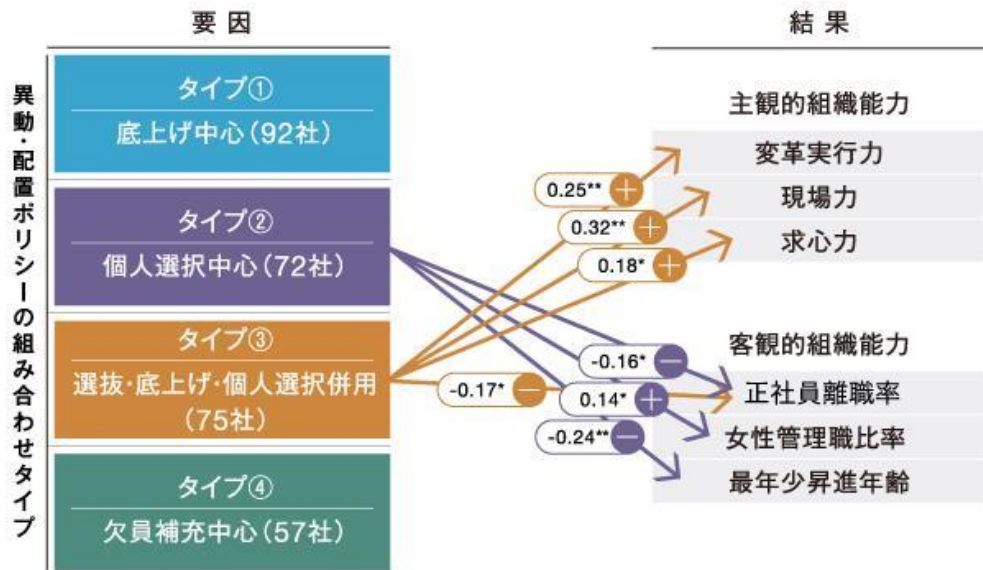 要因
結果
異動・配置ポリシーの組み合わせタイプ
タイプ①
底上げ中心(92社)
タイプ②
個人選択中心(72社)
タイプ③
選抜・底上げ・個人選択併用
(75社)
タイプ④
欠員補充中心(57社)
0.25** +
0.32** +
0.18* +
-0.17* −
-0.16* −
0.14* +
-0.24** −
主観的組織能力
変革実行力
現場力
求心力
客観的組織能力
正社員離職率
女性管理職比率
最年少昇進年齢